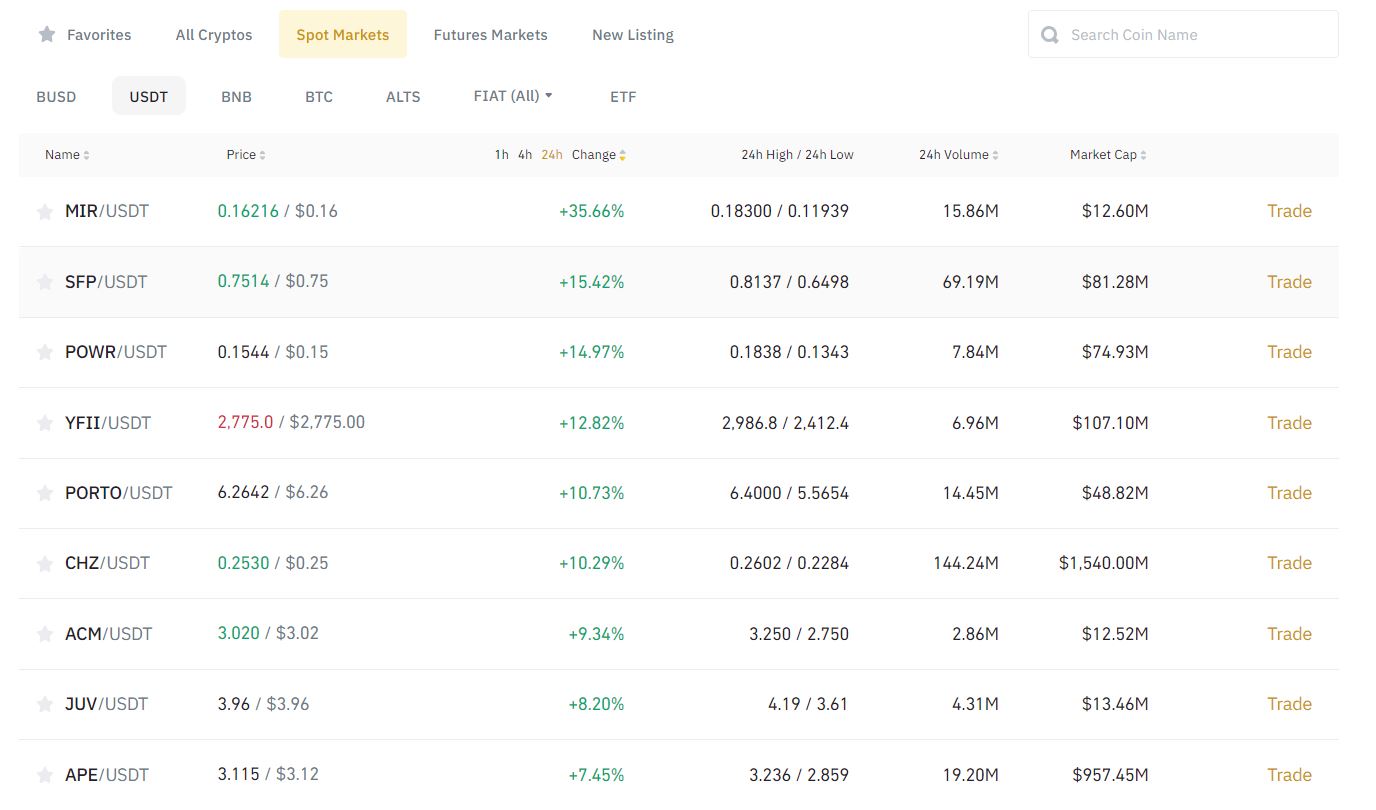 Favorites All Cryptos Spot Markets Futures Markets New Listing Search Coin Name
BUSD USDT BNB BTC ALTS FIAT (All) ETF
Name Price 1h 4h 24h Change 24h High / 24h Low 24h Volume Market Cap
MIR/USDT 0.16216 / $0.16 +35.66% 0.18300 / 0.11939 15.86M $12.60M Trade
SFP/USDT 0.7514 / $0.75 +15.42% 0.8137 / 0.6498 69.19M $81.28M Trade
POWR/USDT 0.1544 / $0.15 +14.97% 0.1838 / 0.1343 7.84M $74.93M Trade
YFII/USDT 2,775.0 / $2,775.00 +12.82% 2,986.8 / 2,412.4 6.96M $107.10M Trade
PORTO/USDT 6.2642 / $6.26 +10.73% 6.4000 / 5.5654 14.45M $48.82M Trade
CHZ/USDT 0.2530 / $0.25 +10.29% 0.2602 / 0.2284 144.24M $1,540.00M Trade
ACM/USDT 3.020 / $3.02 +9.34% 3.250 / 2.750 2.86M $12.52M Trade
JUV/USDT 3.96 / $3.96 +8.20% 4.19 / 3.61 4.31M $13.46M Trade
APE/USDT 3.115 / $3.12 +7.45% 3.236 / 2.859 19.20M $957.45M Trade